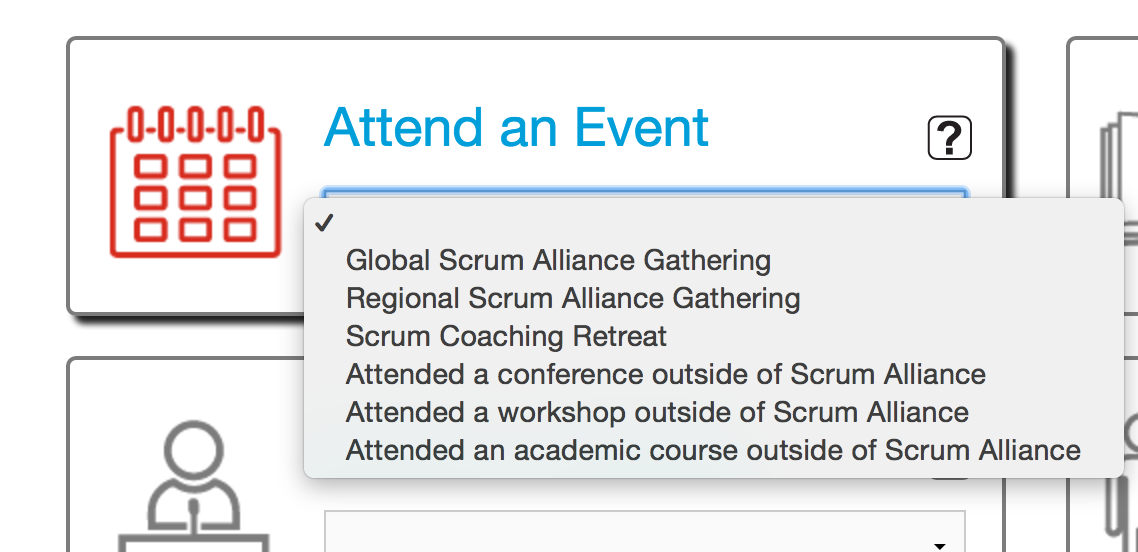 Attend an Event
?
Global Scrum Alliance Gathering
Regional Scrum Alliance Gathering
Scrum Coaching Retreat
Attended a conference outside of Scrum Alliance
Attended a workshop outside of Scrum Alliance
Attended an academic course outside of Scrum Alliance